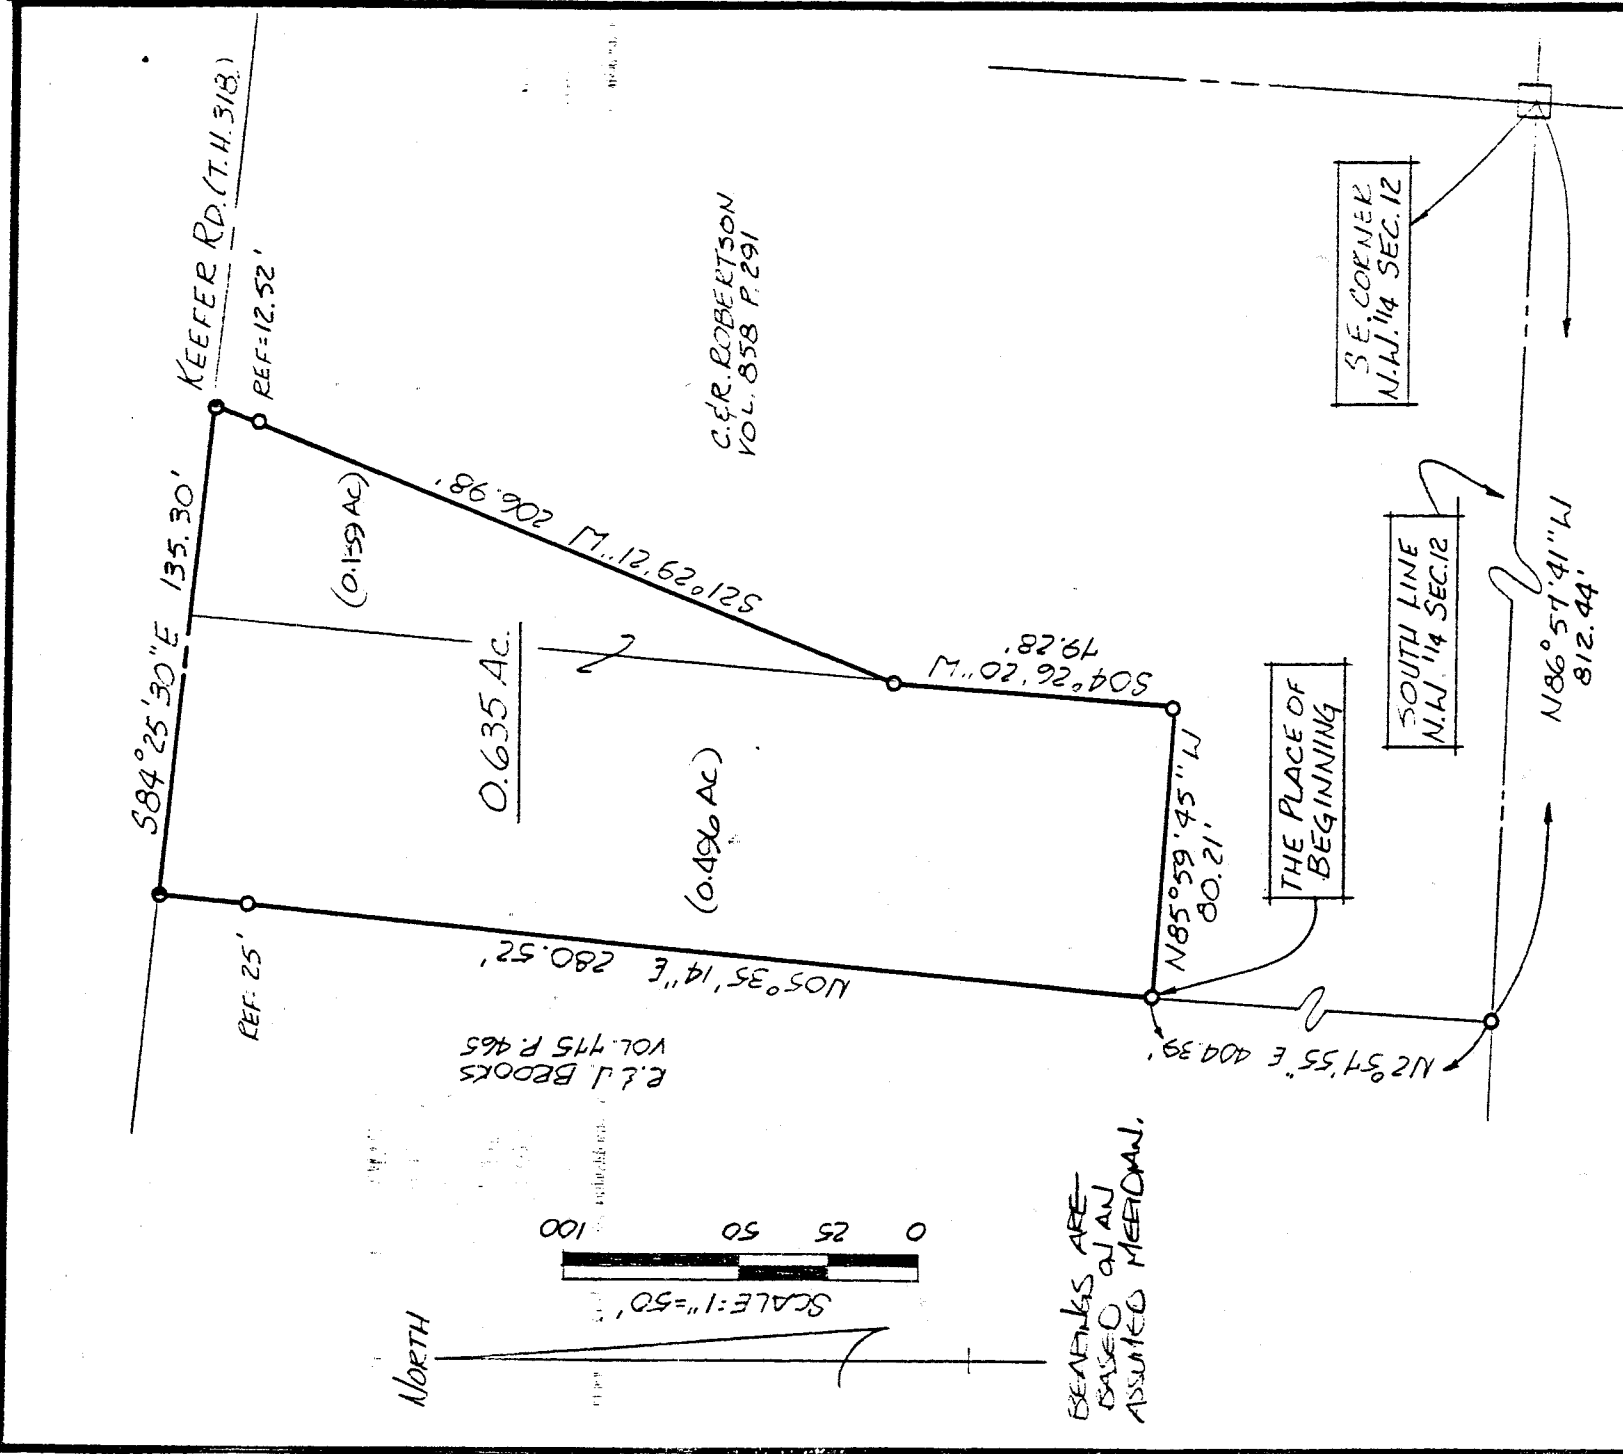 KEEFER RD. (T.H. 318)
S84°25'30"E 135.30'
REF=12.52'
REF=25'
(0.139 AC)
0.635 Ac.
(0.496 AC)
S21°29'21"W 206.98'
C.&R. ROBERTSON
VOL. 858 P. 291
N05°35'14"E 280.52'
R.& J. BROOKS
VOL. 775 P. 465
S04°26'20"W
79.28'
N85°59'45"W
80.21'
THE PLACE OF
BEGINNING
N2°57'55"E 404.39'
SOUTH LINE
N.W. 1/4 SEC. 12
S.E. CORNER
N.W. 1/4 SEC. 12
N86°57'41"W
812.44'
NORTH
SCALE: 1"=50'
0 25 50 100
BEARINGS ARE
BASED ON AN
ASSUMED MERIDIAN.